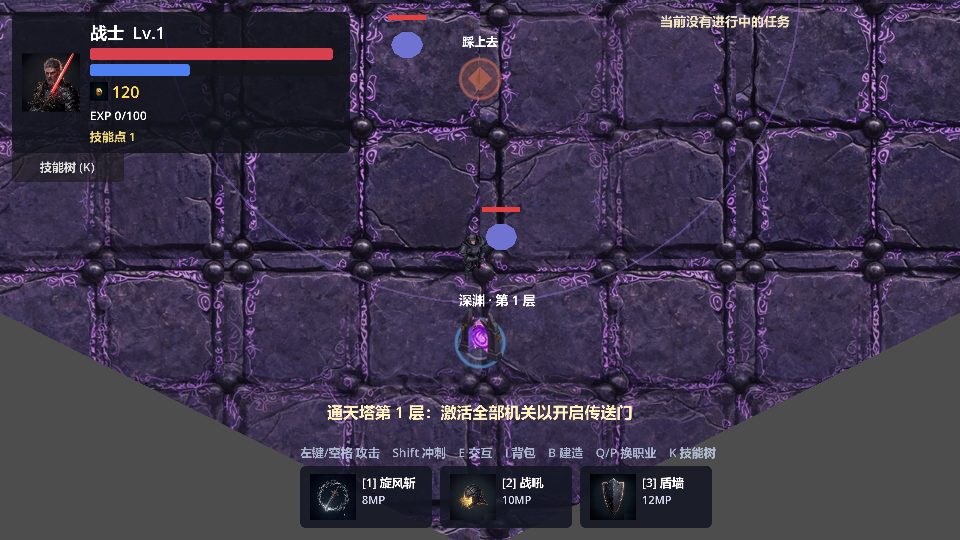 战士 Lv.1
120
EXP 0/100
技能点 1
技能树 (K)
当前没有进行中的任务
踩上去
深渊 · 第 1 层
通天塔第 1 层：激活全部机关以开启传送门
左键/空格 攻击 Shift 冲刺 E 交互 I 背包 B 建造 Q/P 换职业 K 技能树
[1] 旋风斩
8MP
[2] 战吼
10MP
[3] 盾墙
12MP